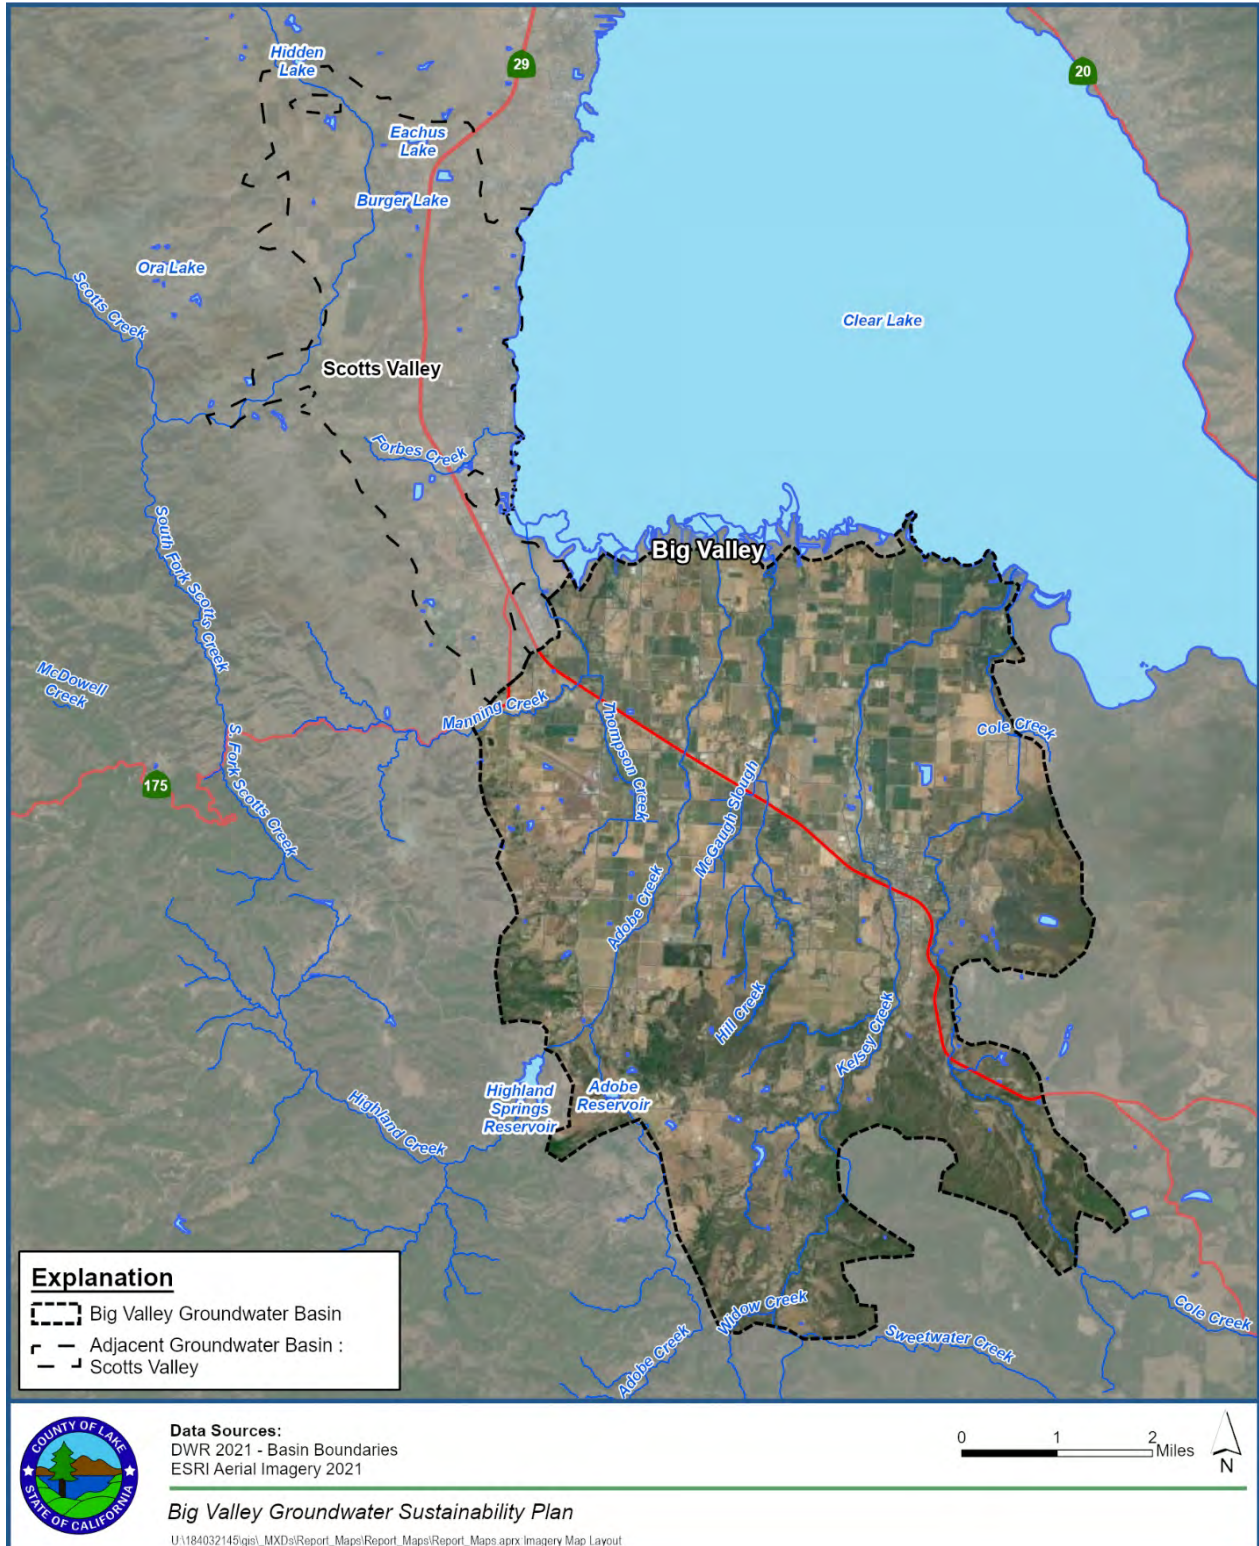 Hidden
Lake
29
20
Eachus
Lake
Burger Lake
Ora Lake
Scotts Creek
Clear Lake
Scotts Valley
Forbes Creek
South Fork Scotts Creek
Big Valley
McDowell
Creek
Manning Creek
Thompson Creek
Cole Creek
S. Fork Scotts Creek
175
McGaugh Slough
Adobe Creek
Hill Creek
Kelsey Creek
Highland
Springs
Reservoir
Adobe
Reservoir
Highland Creek
Widow Creek
Adobe Creek
Sweetwater Creek
Cole Creek
Explanation
Big Valley Groundwater Basin
Adjacent Groundwater Basin :
Scotts Valley
COUNTY OF LAKE
STATE OF CALIFORNIA
Data Sources:
DWR 2021 - Basin Boundaries
ESRI Aerial Imagery 2021
0 1 2 Miles
N
Big Valley Groundwater Sustainability Plan
U:\184032145\gis\_MXDs\Report_Maps\Report_Maps\Report_Maps.aprx Imagery Map Layout